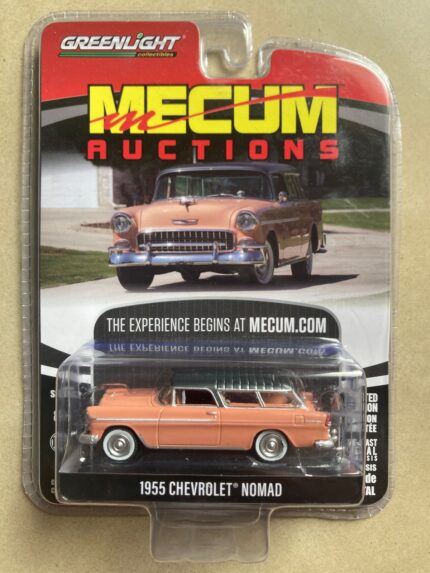 GREENLIGHT
collectibles
MECUM
AUCTIONS
THE EXPERIENCE BEGINS AT MECUM.COM
1955 CHEVROLET® NOMAD